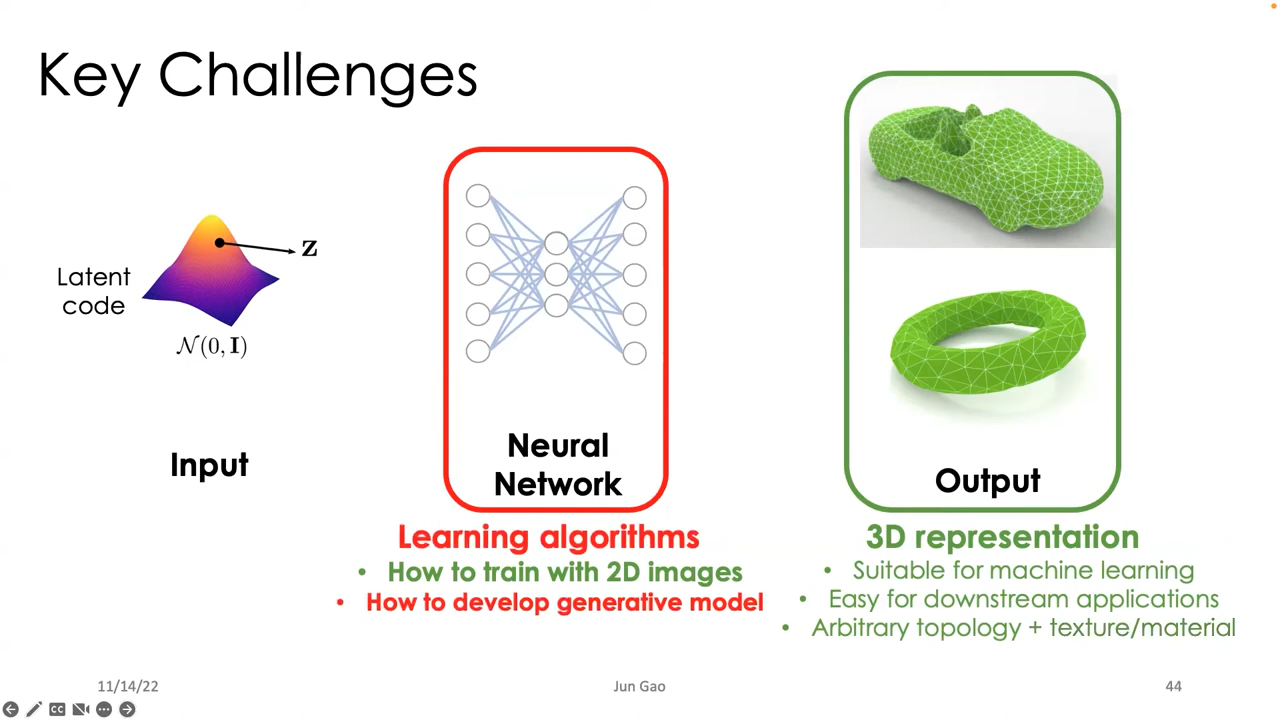 Key Challenges
Latent
code
z
𝒩(0, I)
Input
Neural
Network
Output
Learning algorithms
• How to train with 2D images
• How to develop generative model
3D representation
• Suitable for machine learning
• Easy for downstream applications
• Arbitrary topology + texture/material
11/14/22
Jun Gao
44
CC